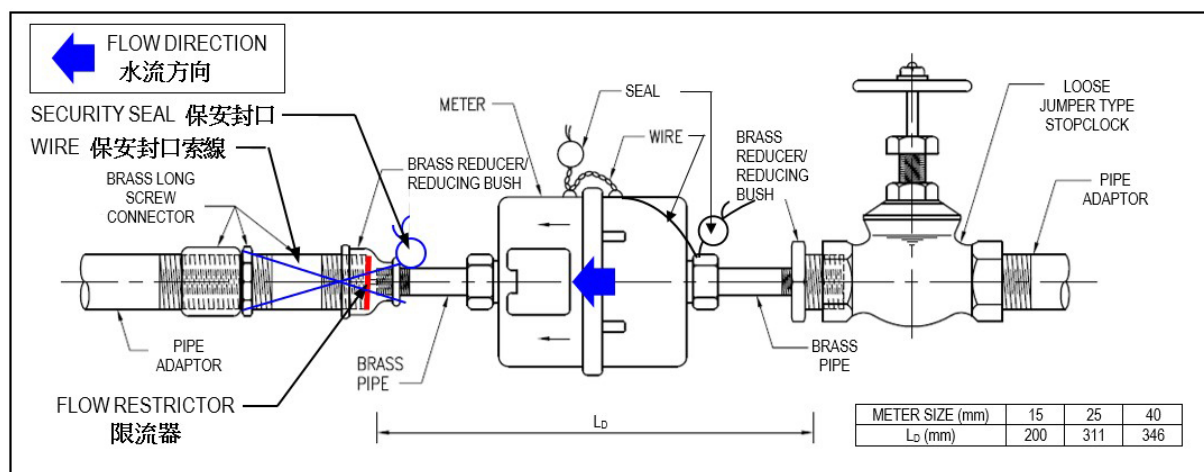 FLOW DIRECTION
水流方向
SECURITY SEAL 保安封口
WIRE 保安封口索線
BRASS LONG
SCREW
CONNECTOR
BRASS REDUCER/
REDUCING BUSH
METER
SEAL
WIRE
BRASS
REDUCER/
REDUCING
BUSH
LOOSE
JUMPER TYPE
STOPCLOCK
PIPE
ADAPTOR
PIPE
ADAPTOR
BRASS
PIPE
BRASS
PIPE
FLOW RESTRICTOR
限流器
LD
METER SIZE (mm) 15 25 40
LD (mm) 200 311 346